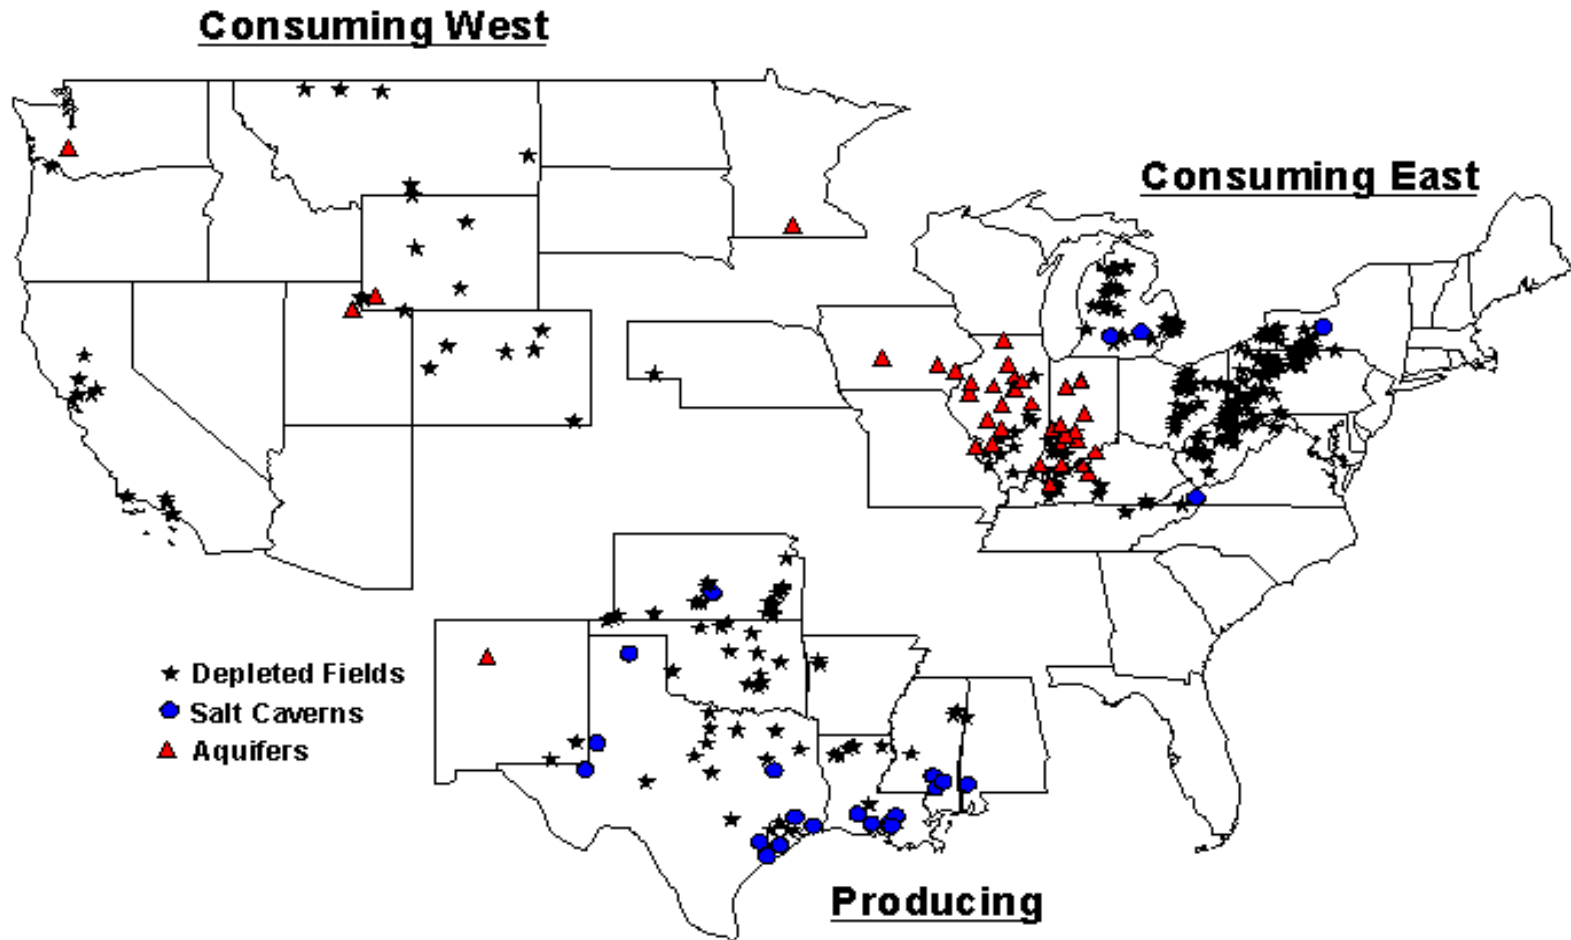 Consuming West
Consuming East
Depleted Fields
Salt Caverns
Aquifers
Producing